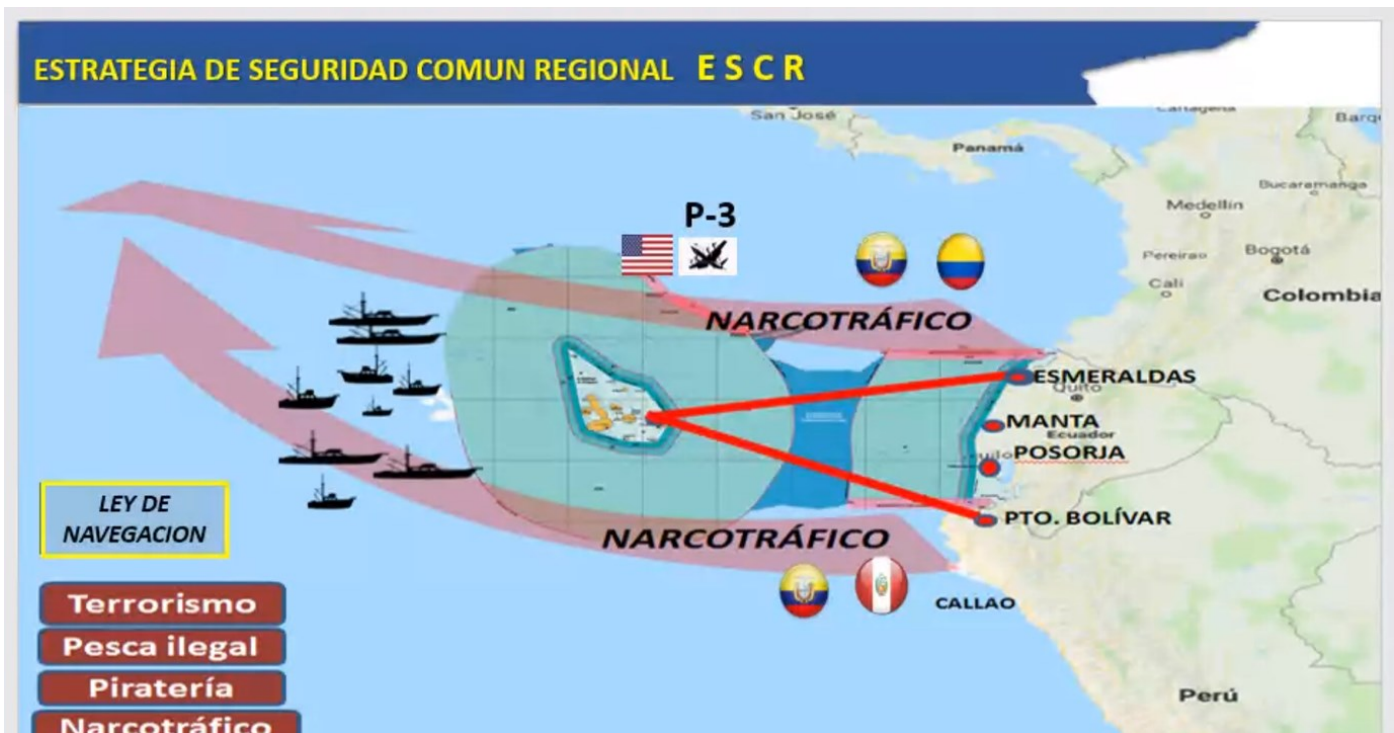 ESTRATEGIA DE SEGURIDAD COMUN REGIONAL E S C R
San José
Cartagena
Panamá
Bucaramanga
Medellín
P-3
Pereira
Bogotá
Cali
Colombia
NARCOTRÁFICO
ESMERALDAS
Quito
MANTA
Ecuador
POSORJA
LEY DE
NAVEGACION
PTO. BOLÍVAR
NARCOTRÁFICO
CALLAO
Terrorismo
Pesca ilegal
Piratería
Perú
Narcotráfico